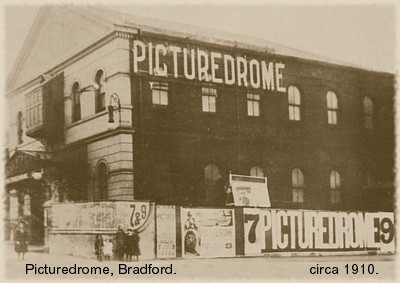 PICTUREDROME
7&9
7 PICTUREDROME 9
Picturedrome, Bradford.
circa 1910.